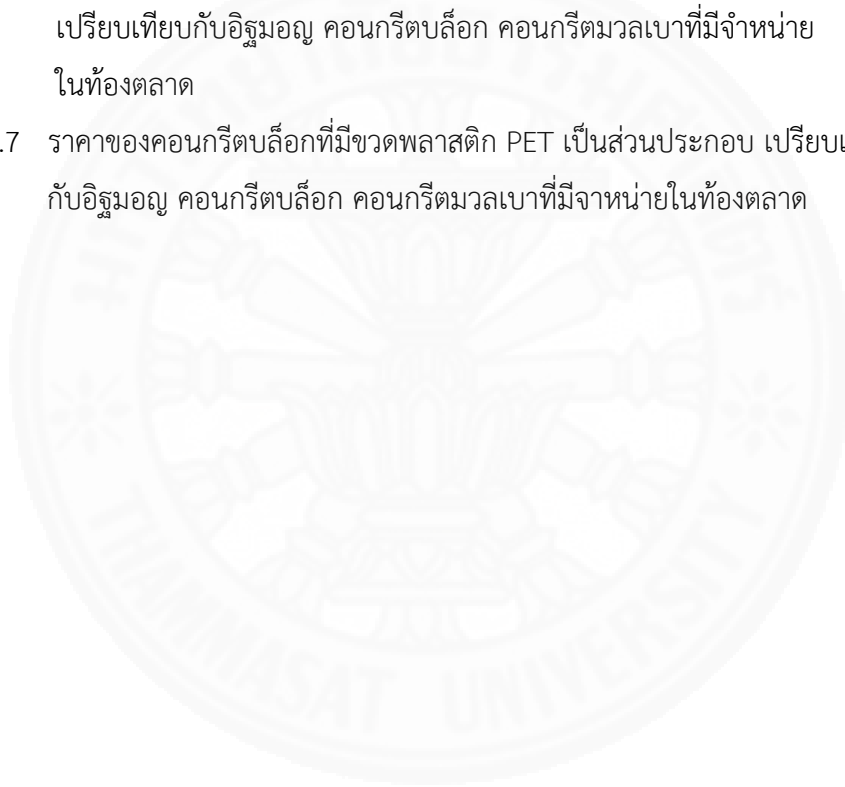 เปรียบเทียบกับอิฐมอญ คอนกรีตบล็อก คอนกรีตมวลเบาที่มีจำหน่าย
ในท้องตลาด
.7 ราคาของคอนกรีตบล็อกที่มีขวดพลาสติก PET เป็นส่วนประกอบ
กับอิฐมอญ คอนกรีตบล็อก คอนกรีตมวลเบาที่มีจาหน่ายในท้องตลาด
THAMMASAT UNIVERSITY